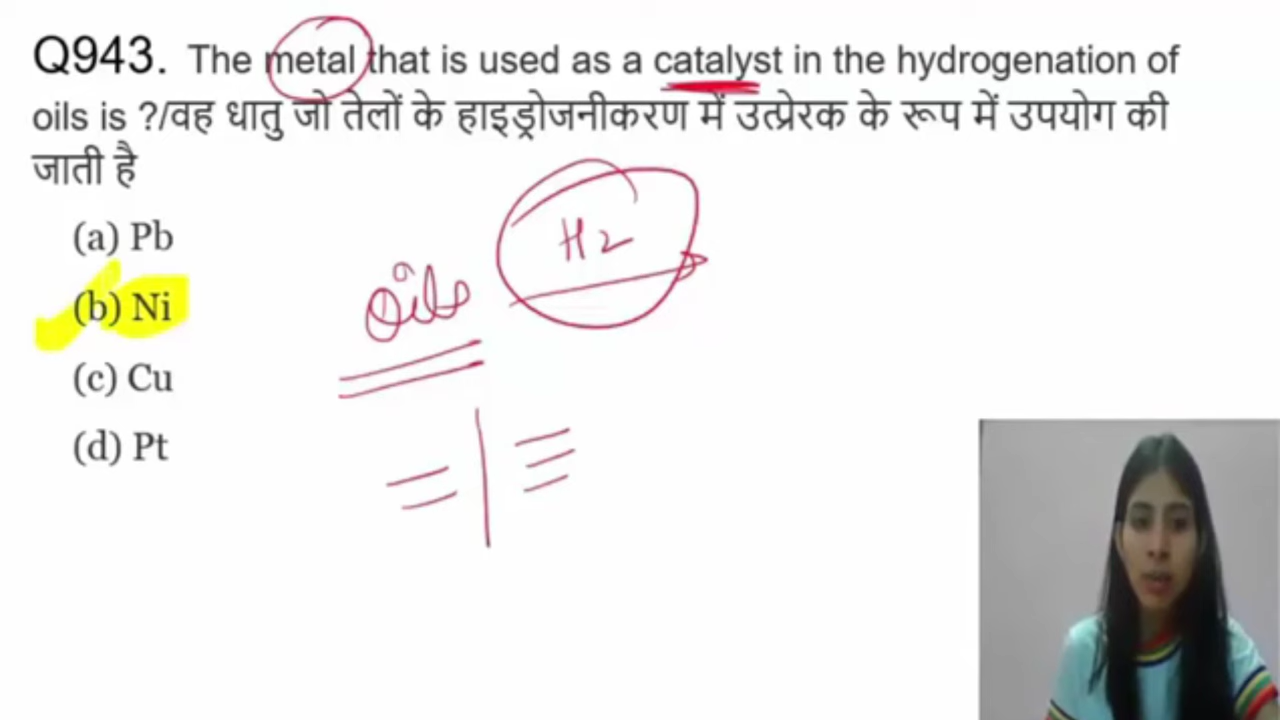 Q943. The metal that is used as a catalyst in the hydrogenation of
oils is ?/वह धातु जो तेलों के हाइड्रोजनीकरण में उत्प्रेरक के रूप में उपयोग की
जाती है
(a) Pb
(b) Ni
(c) Cu
(d) Pt
H2
Oils
= | ≡